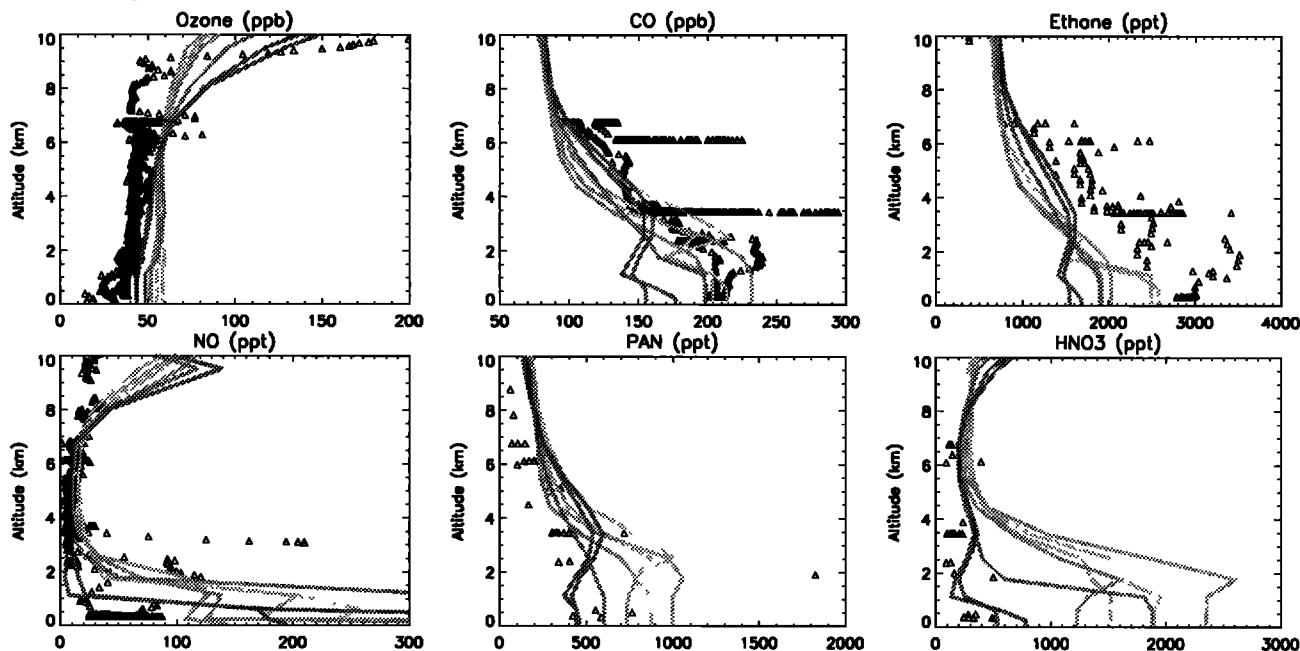 Ozone (ppb)
CO (ppb)
Ethane (ppt)
10
8
6
4
2
0
Altitude (km)
0 50 100 150 200
10
8
6
4
2
0
Altitude (km)
50 100 150 200 250 300
10
8
6
4
2
0
Altitude (km)
0 1000 2000 3000 4000
NO (ppt)
PAN (ppt)
HNO3 (ppt)
10
8
6
4
2
0
Altitude (km)
0 100 200 300
10
8
6
4
2
0
Altitude (km)
0 500 1000 1500 2000
10
8
6
4
2
0
Altitude (km)
0 1000 2000 3000